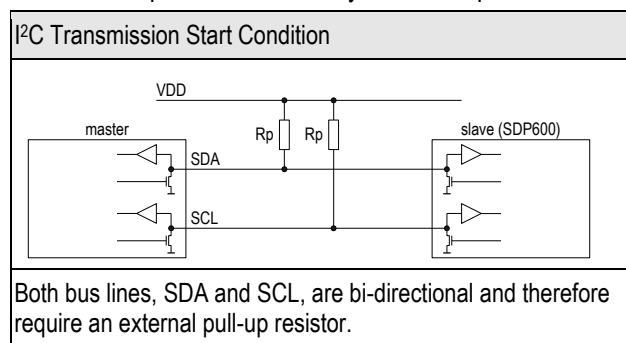 I²C Transmission Start Condition
VDD
master
Rp
Rp
slave (SDP600)
SDA
SCL
Both bus lines, SDA and SCL, are bi-directional and therefore
require an external pull-up resistor.